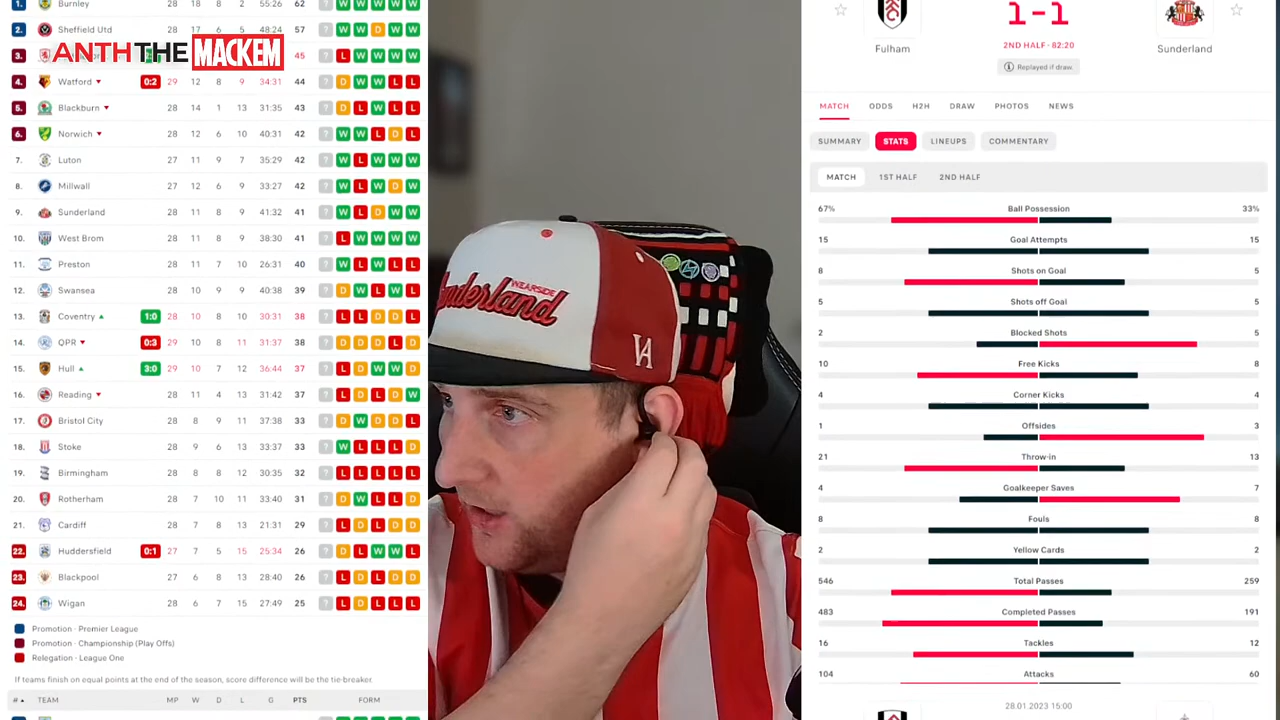 1. Burnley 28 18 8 2 55:26 62 W W W W W
2. Sheffield Utd 28 17 6 5 48:24 57 W W D W W
ANTHTHEMACKEM
3. 45 L W W W W
4. Watford 0:2 29 12 8 9 34:31 44 D W W L L
5. Blackburn 28 14 1 13 31:35 43 D L W L L
6. Norwich 28 12 6 10 40:31 42 W W L D L
7. Luton 27 11 9 7 35:29 42 ? W L W W W
8. Millwall 27 12 6 9 33:27 42 ? W L W D W
9. Sunderland 28 11 8 9 41:32 41 ? W L D W W
10. West Brom 28 11 8 9 38:30 41 ? L W W W W
11. Preston 28 11 7 10 26:31 40 ? W L W L L
12. Swansea 28 10 9 9 40:38 39 ? D W L W L
13. Coventry 1:0 28 10 8 10 30:31 38 ? L L D D L
14. QPR 0:3 29 10 8 11 31:37 38 ? D D D L D
15. Hull 3:0 29 10 7 12 36:44 37 ? L D W W D
16. Reading 28 11 4 13 31:42 37 ? L D L D W
17. Bristol City 28 8 9 11 37:38 33 ? D W D D L
18. Stoke 28 9 6 13 33:37 33 ? W L L L D
19. Birmingham 28 8 8 12 30:35 32 ? L L L L L
20. Rotherham 28 7 10 11 33:40 31 ? D W L L D
21. Cardiff 28 7 8 13 21:31 29 ? L D L D D
22. Huddersfield 0:1 27 7 5 15 25:34 26 ? D L W W L
23. Blackpool 27 6 8 13 28:40 26 ? L D L D D
24. Wigan 28 6 7 15 27:49 25 ? L D L L L
Promotion - Premier League
Promotion - Championship (Play Offs)
Relegation - League One
If teams finish on equal points at the end of the season, score difference will be the tie-breaker.
# TEAM MP W D L G PTS FORM
WEARSIDE
VA
1-1
Fulham 2ND HALF - 82:20 Sunderland
Replayed if draw.
MATCH ODDS H2H DRAW PHOTOS NEWS
SUMMARY STATS LINEUPS COMMENTARY
MATCH 1ST HALF 2ND HALF
67% Ball Possession 33%
15 Goal Attempts 15
8 Shots on Goal 5
5 Shots off Goal 5
2 Blocked Shots 5
10 Free Kicks 8
4 Corner Kicks 4
1 Offsides 3
21 Throw-in 13
4 Goalkeeper Saves 7
8 Fouls 8
2 Yellow Cards 2
546 Total Passes 259
483 Completed Passes 191
16 Tackles 12
104 Attacks 60
28.01.2023 15:00